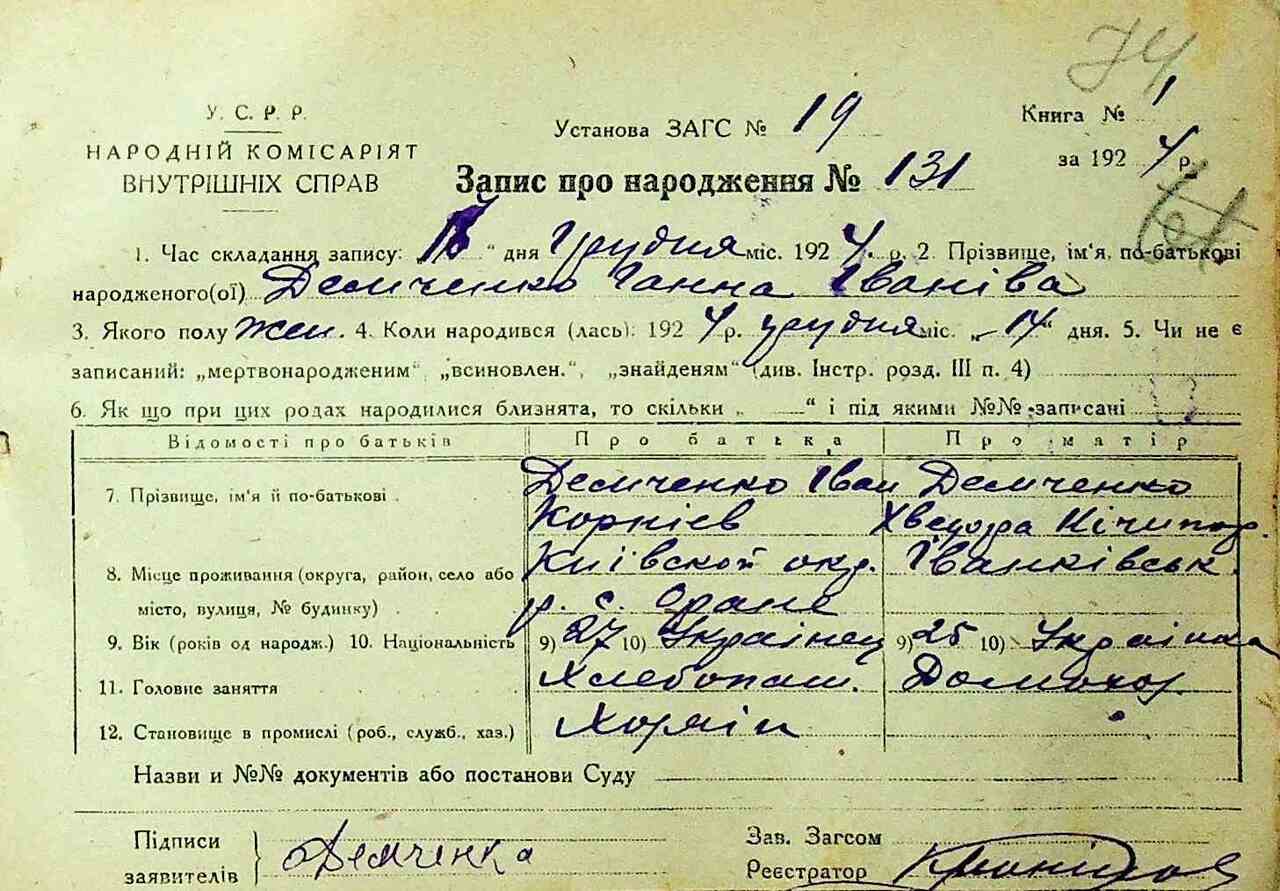 74
У. С. Р. Р.
НАРОДНІЙ КОМІСАРІЯТ
ВНУТРІШНІХ СПРАВ
Установа ЗАГС № 19
Книга № 1
за 1924 р.
Запис про народження № 131
1. Час складання запису: „ “ дня Грудня міс. 1924 р. 2. Прізвище, ім'я, по-батькові
народженого(ої) Демченко Ганна Іваніва
3. Якого полу Жен. 4. Коли народився (лась): 1924 р. грудня міс. „14“ дня. 5. Чи не є
записаний: „мертвонародженим“, „всиновлен.“, „знайденям“ (див. Інстр. розд. III п. 4)
6. Як що при цих родах народилися близнята, то скільки „ “ і під якими №№ записані
Відомості про батьків Про батька Про матір
7. Прізвище, ім'я й по-батькові Демченко Іван Демченко
Корнієв Хведора Нічипор.
8. Місце проживання (округа, район, село або Київской окр. Іванківськ.
місто, вулиця, № будинку) р. с. Оране
9. Вік (років од народж.) 10. Національність 9) 27 10) Українец 9) 25 10) Українка
11. Головне заняття Хлебопаш. Домохоз.
12. Становище в промислі (роб., служб., хаз.) Хозяїн
Назви и №№ документів або постанови Суду
Підписи
заявителів } Демченко
Зав. Загсом
Реєстратор